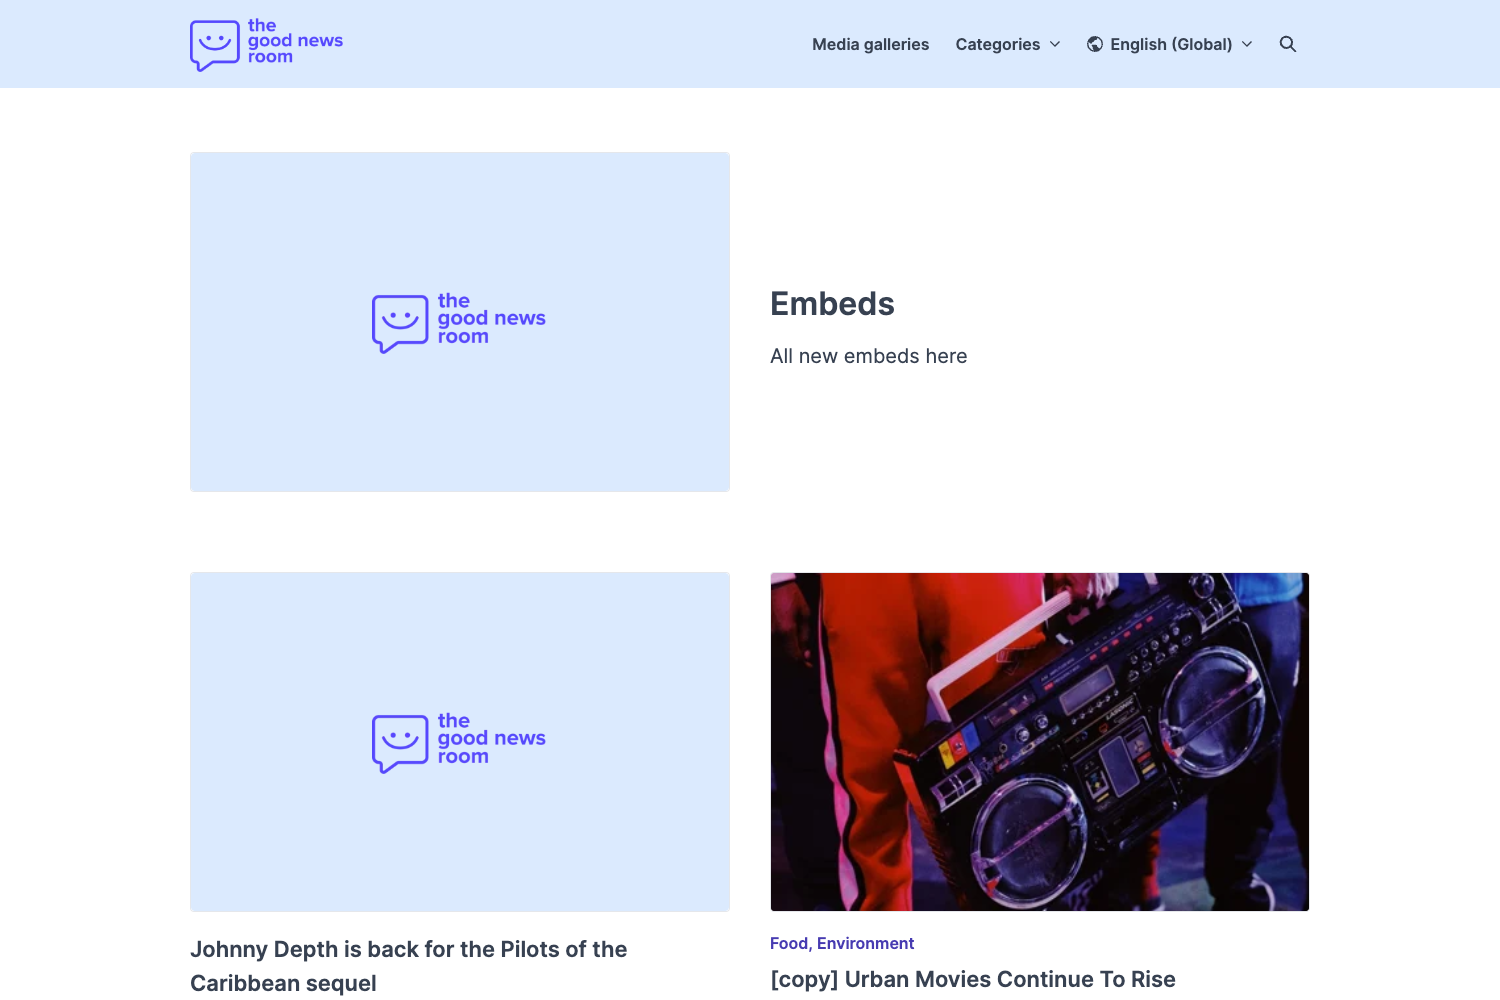 the
good news
room
Media galleries
Categories
English (Global)
the
good news
room
Embeds
All new embeds here
the
good news
room
LASONIC
Food, Environment
Johnny Depth is back for the Pilots of the
Caribbean sequel
[copy] Urban Movies Continue To Rise